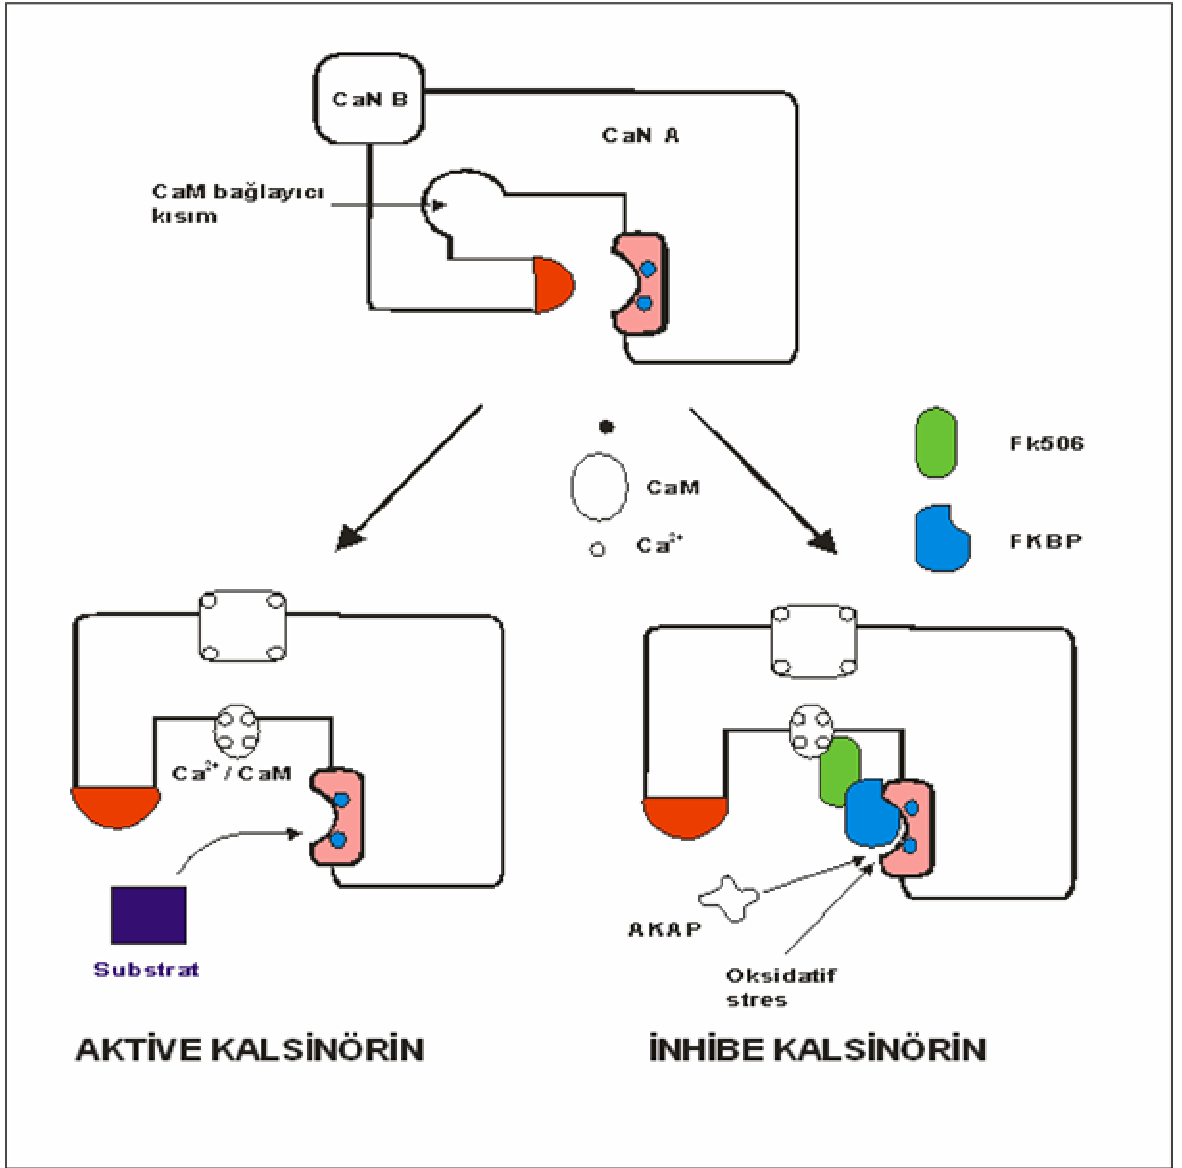 CaN B
CaN A
CaM bağlayıcı
kısım
Fk506
CaM
Ca²⁺
FKBP
Ca²⁺ / CaM
AKAP
Substrat
Oksidatif
stres
AKTİVE KALSİNÖRİN
İNHİBE KALSİNÖRİN